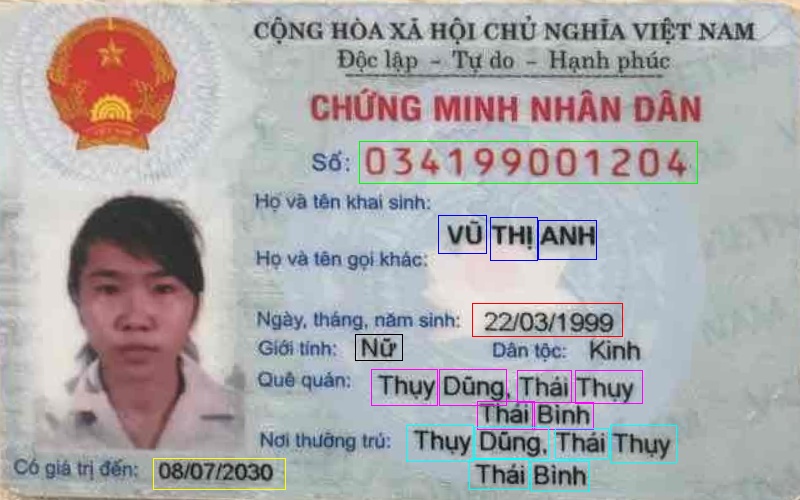 CỘNG HÒA XÃ HỘI CHỦ NGHĨA VIỆT NAM
Độc lập - Tự do - Hạnh phúc
CHỨNG MINH NHÂN DÂN
Số: 034199001204
Họ và tên khai sinh:
VŨ THỊ ANH
Họ và tên gọi khác:
Ngày, tháng, năm sinh: 22/03/1999
Giới tính: Nữ Dân tộc: Kinh
Quê quán: Thụy Dũng, Thái Thụy
Thái Bình
Nơi thường trú: Thụy Dũng, Thái Thụy
Thái Bình
Có giá trị đến: 08/07/2030